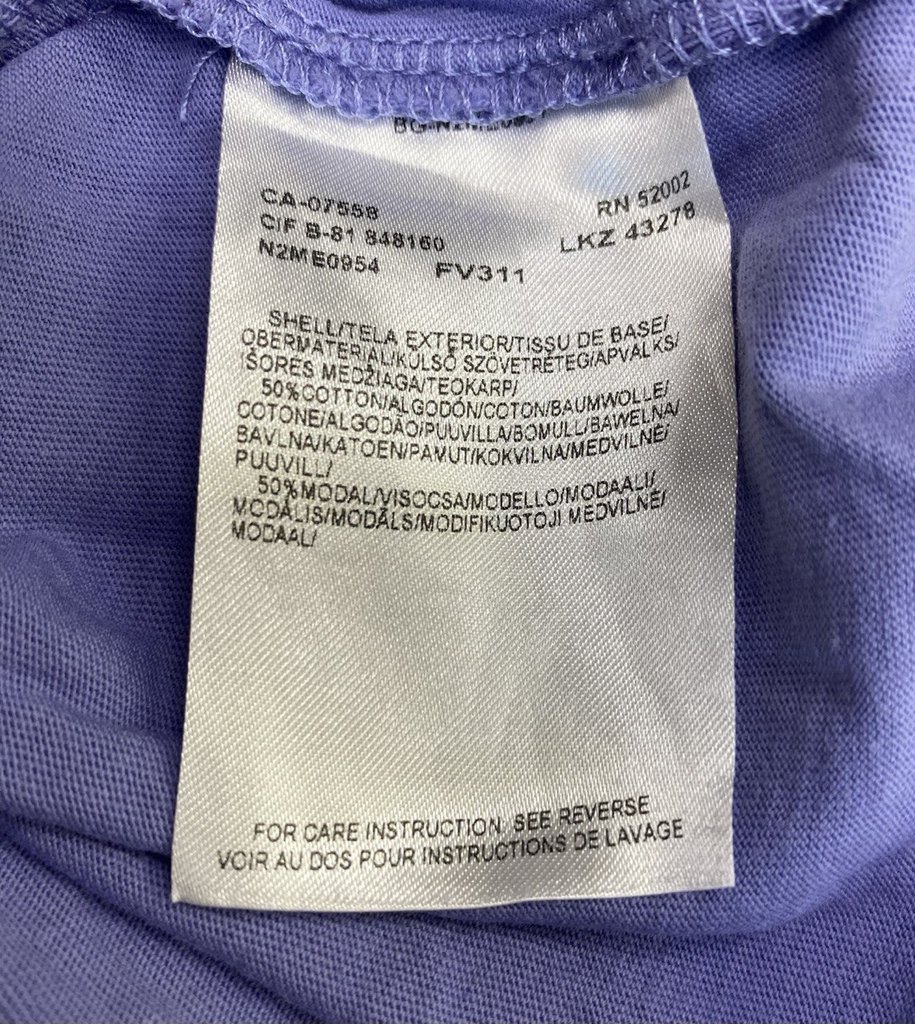 CA-07558
RN 52002
CIF B-81 848160
LKZ 43278
N2ME0954 FV311
SHELL/TELA EXTERIOR/TISSU DE BASE/
OBERMATERIAL/KÜLSŐ SZÖVETRÉTEG/APVALKS/
IŠORĖS MEDŽIAGA/TEOKARP/
50%COTTON/ALGODÓN/COTON/BAUMWOLLE/
COTONE/ALGODÃO/PUUVILLA/BOMULL/BAWEŁNA/
BAVLNA/KATOEN/PAMUT/KOKVILNA/MEDVILNĖ/
PUUVILL/
50%MODAL/VISOCSA/MODELLO/MODAALI/
MODÁLIS/MODĀLS/MODIFIKUOTOJI MEDVILNĖ/
MODAAL/
FOR CARE INSTRUCTION SEE REVERSE
VOIR AU DOS POUR INSTRUCTIONS DE LAVAGE